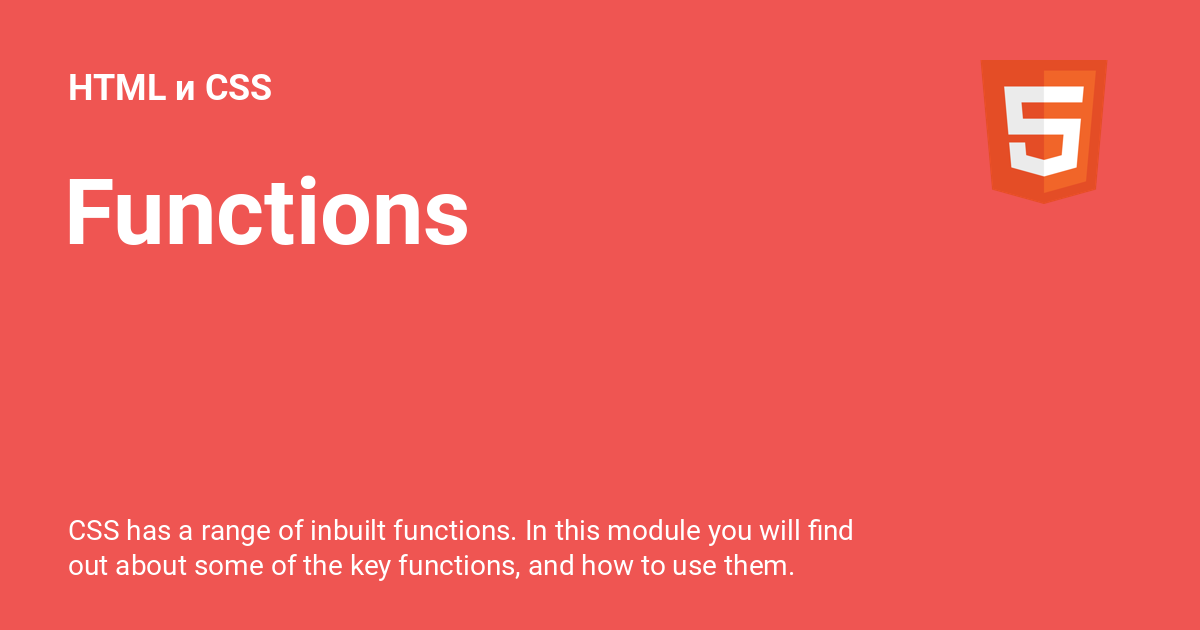 HTML и CSS
Functions
CSS has a range of inbuilt functions. In this module you will find
out about some of the key functions, and how to use them.